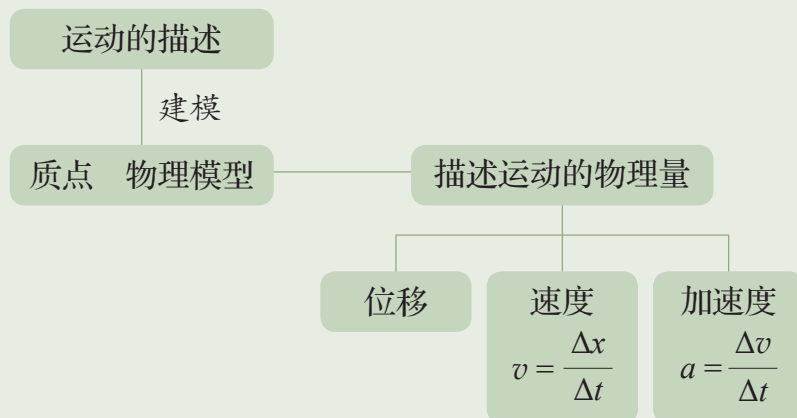 运动的描述
建模
质点 物理模型
描述运动的物理量
位移
速度
v = Δx/Δt
加速度
a = Δv/Δt